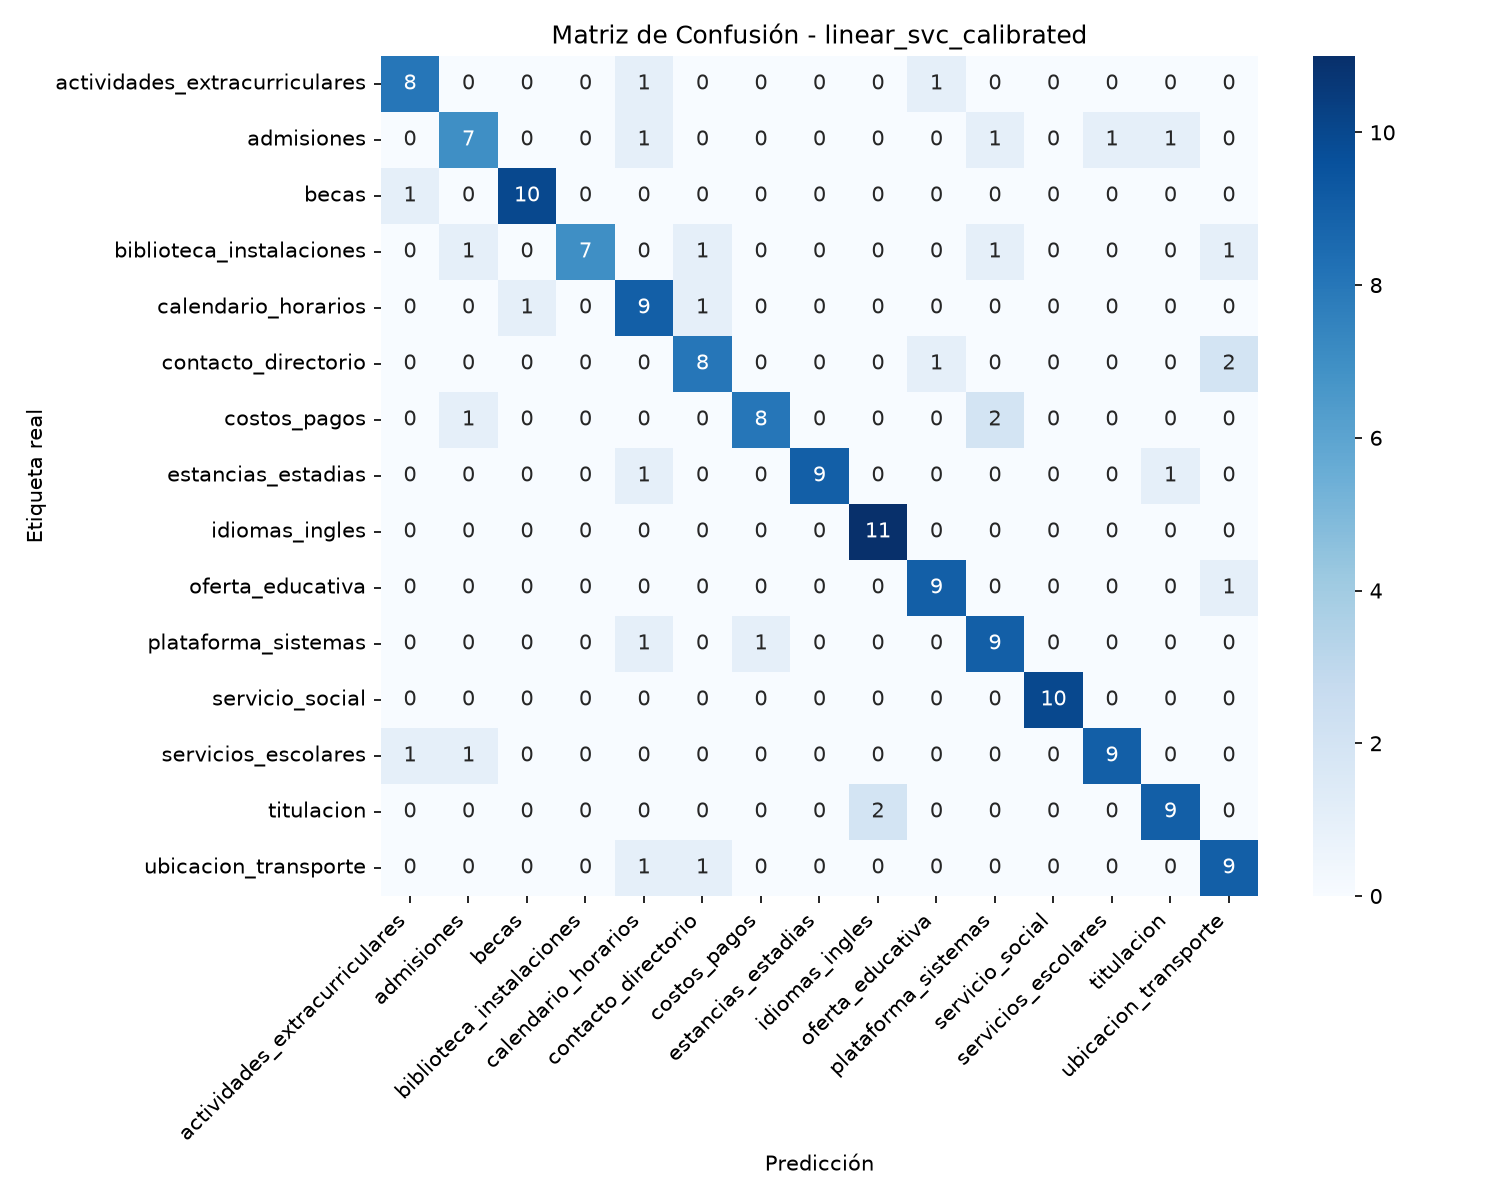 Matriz de Confusión - linear_svc_calibrated
actividades_extracurriculares 8 0 0 0 1 0 0 0 0 1 0 0 0 0 0
admisiones 0 7 0 0 1 0 0 0 0 0 1 0 1 1 0
becas 1 0 10 0 0 0 0 0 0 0 0 0 0 0 0
biblioteca_instalaciones 0 1 0 7 0 1 0 0 0 0 1 0 0 0 1
calendario_horarios 0 0 1 0 9 1 0 0 0 0 0 0 0 0 0
contacto_directorio 0 0 0 0 0 8 0 0 0 1 0 0 0 0 2
costos_pagos 0 1 0 0 0 0 8 0 0 0 2 0 0 0 0
estancias_estadias 0 0 0 0 1 0 0 9 0 0 0 0 0 1 0
idiomas_ingles 0 0 0 0 0 0 0 0 11 0 0 0 0 0 0
oferta_educativa 0 0 0 0 0 0 0 0 0 9 0 0 0 0 1
plataforma_sistemas 0 0 0 0 1 0 1 0 0 0 9 0 0 0 0
servicio_social 0 0 0 0 0 0 0 0 0 0 0 10 0 0 0
servicios_escolares 1 1 0 0 0 0 0 0 0 0 0 0 9 0 0
titulacion 0 0 0 0 0 0 0 0 2 0 0 0 0 9 0
ubicacion_transporte 0 0 0 0 1 1 0 0 0 0 0 0 0 0 9
Etiqueta real
actividades_extracurriculares
admisiones
becas
biblioteca_instalaciones
calendario_horarios
contacto_directorio
costos_pagos
estancias_estadias
idiomas_ingles
oferta_educativa
plataforma_sistemas
servicio_social
servicios_escolares
titulacion
ubicacion_transporte
Predicción
10
8
6
4
2
0